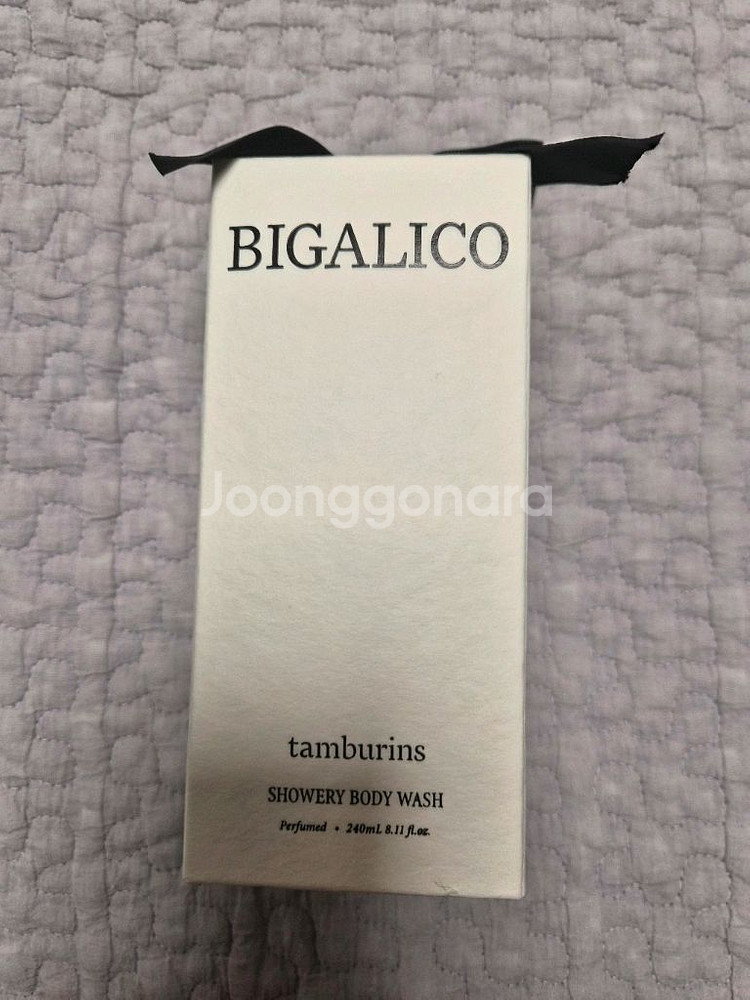 BIGALICO
Joonggonara
tamburins
SHOWERY BODY WASH
Perfumed • 240mL 8.11 fl.oz.